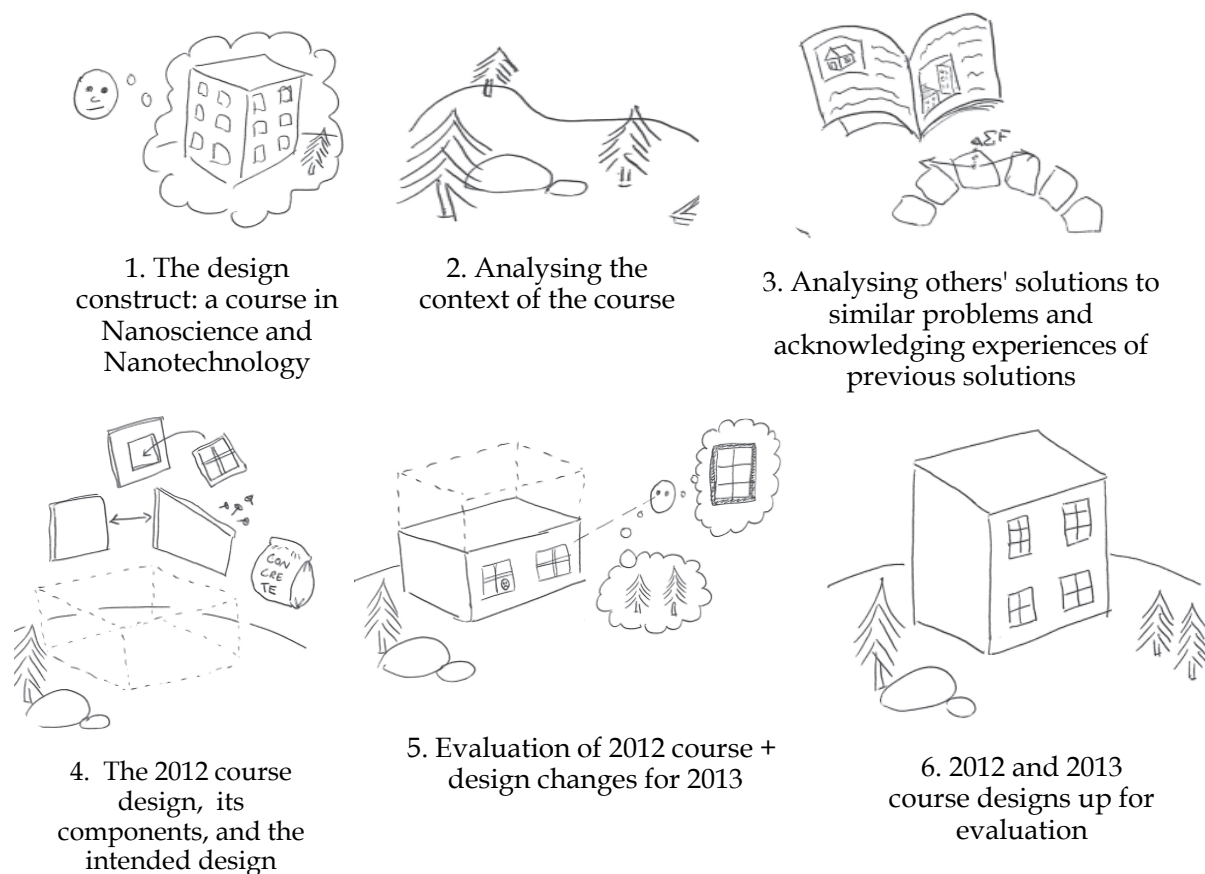 1. The design
construct: a course in
Nanoscience and
Nanotechnology
2. Analysing the
context of the course
ΣF
3. Analysing others' solutions to
similar problems and
acknowledging experiences of
previous solutions
CON
CRE
TE
4. The 2012 course
design, its
components, and the
intended design
5. Evaluation of 2012 course +
design changes for 2013
6. 2012 and 2013
course designs up for
evaluation